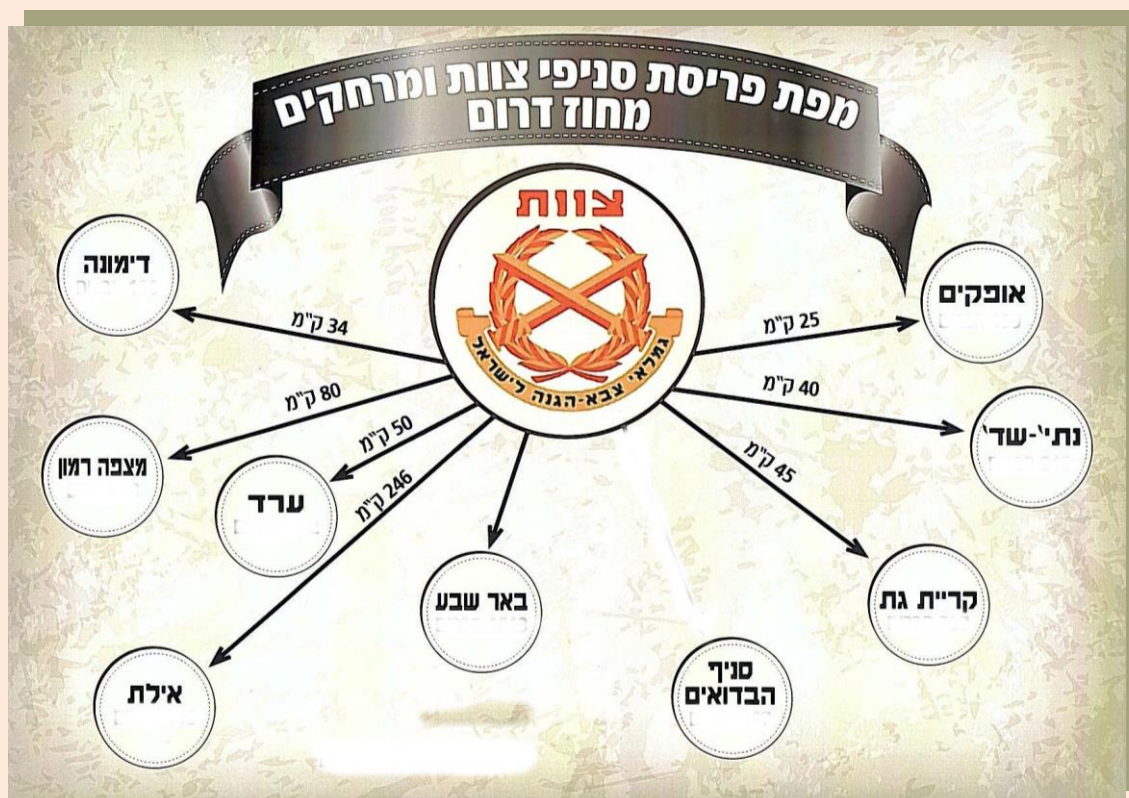 מפת פריסת סניפי צוות ומרחקים
מחוז דרום
צוות
גמלאי צבא-הגנה לישראל
דימונה
34 ק"מ
אופקים
25 ק"מ
מצפה רמון
80 ק"מ
ערד
50 ק"מ
246 ק"מ
אילת
באר שבע
40 ק"מ
נתי'-שד'
45 ק"מ
קריית גת
סניף
הבדואים